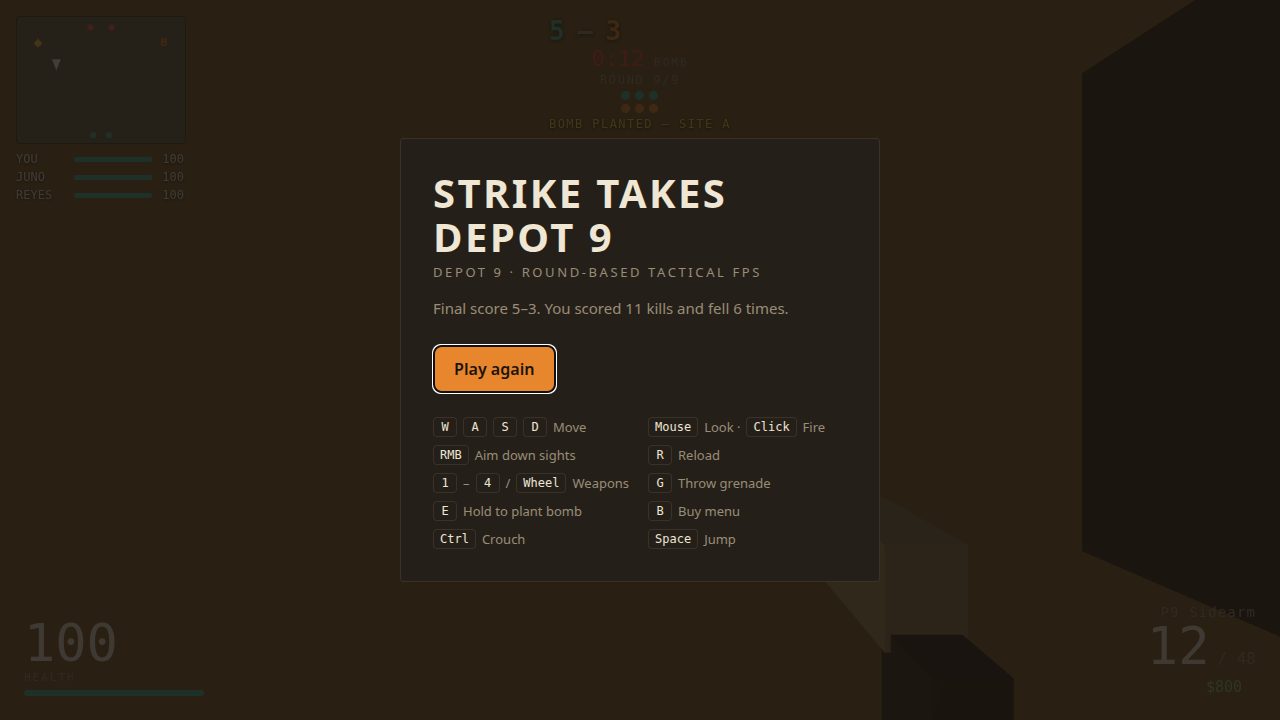 5 — 3
0:12 BOMB
ROUND 9/9
BOMB PLANTED — SITE A
B
YOU 100
JUNO 100
REYES 100
STRIKE TAKES
DEPOT 9
DEPOT 9 · ROUND-BASED TACTICAL FPS
Final score 5–3. You scored 11 kills and fell 6 times.
Play again
W A S D Move
Mouse Look · Click Fire
RMB Aim down sights
R Reload
1 – 4 / Wheel Weapons
G Throw grenade
E Hold to plant bomb
B Buy menu
Ctrl Crouch
Space Jump
100
HEALTH
P9 Sidearm
12 / 48
$800